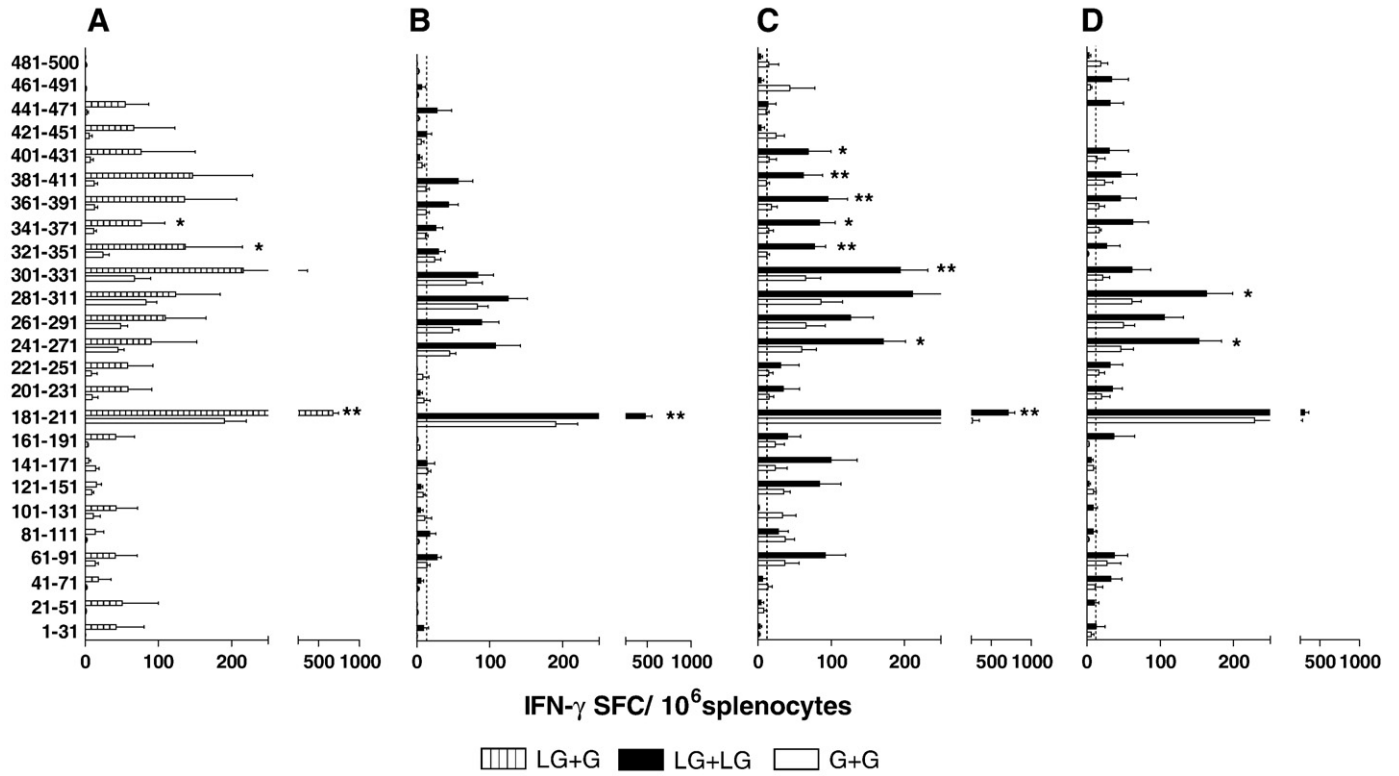 A B C D
481-500
461-491
441-471
421-451
401-431 *
381-411 **
361-391 **
341-371 * *
321-351 * **
301-331 **
281-311 *
261-291
241-271 * *
221-251
201-231
181-211 ** ** **
161-191
141-171
121-151
101-131
81-111
61-91
41-71
21-51
1-31
0 100 200 500 1000 0 100 200 500 1000 0 100 200 500 1000 0 100 200 500 1000
IFN-γ SFC/ 10⁶splenocytes
LG+G LG+LG G+G